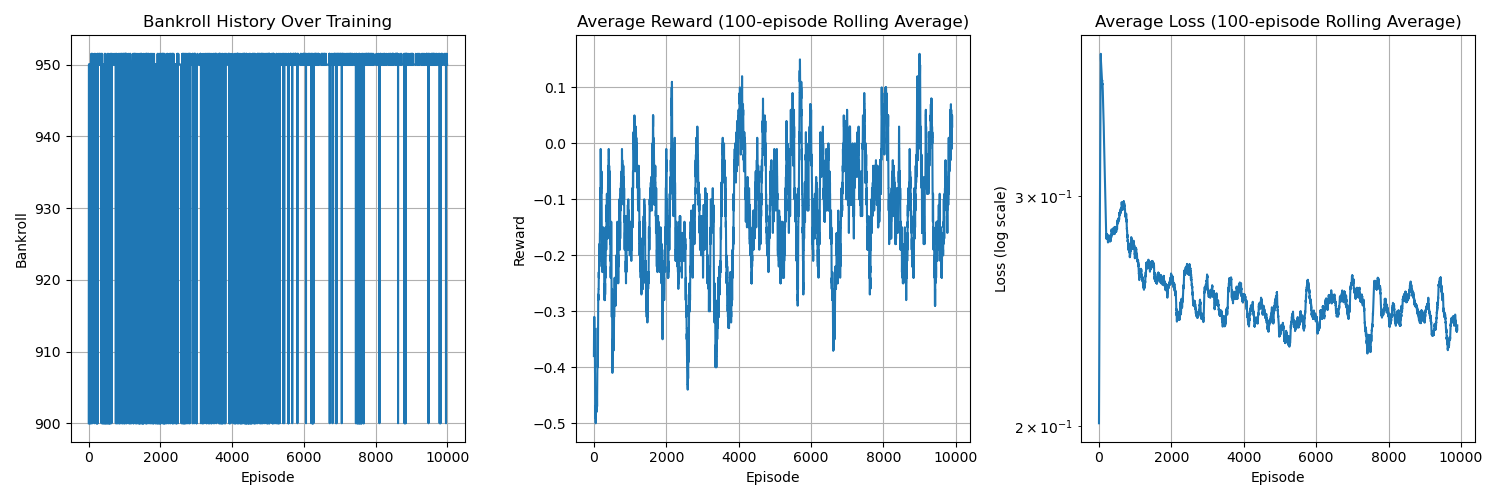 Bankroll History Over Training
950
940
930
920
910
900
Bankroll
0
2000
4000
6000
8000
10000
Episode
Average Reward (100-episode Rolling Average)
0.1
0.0
−0.1
−0.2
−0.3
−0.4
−0.5
Reward
0
2000
4000
6000
8000
10000
Episode
Average Loss (100-episode Rolling Average)
3 × 10⁻¹
2 × 10⁻¹
Loss (log scale)
0
2000
4000
6000
8000
10000
Episode